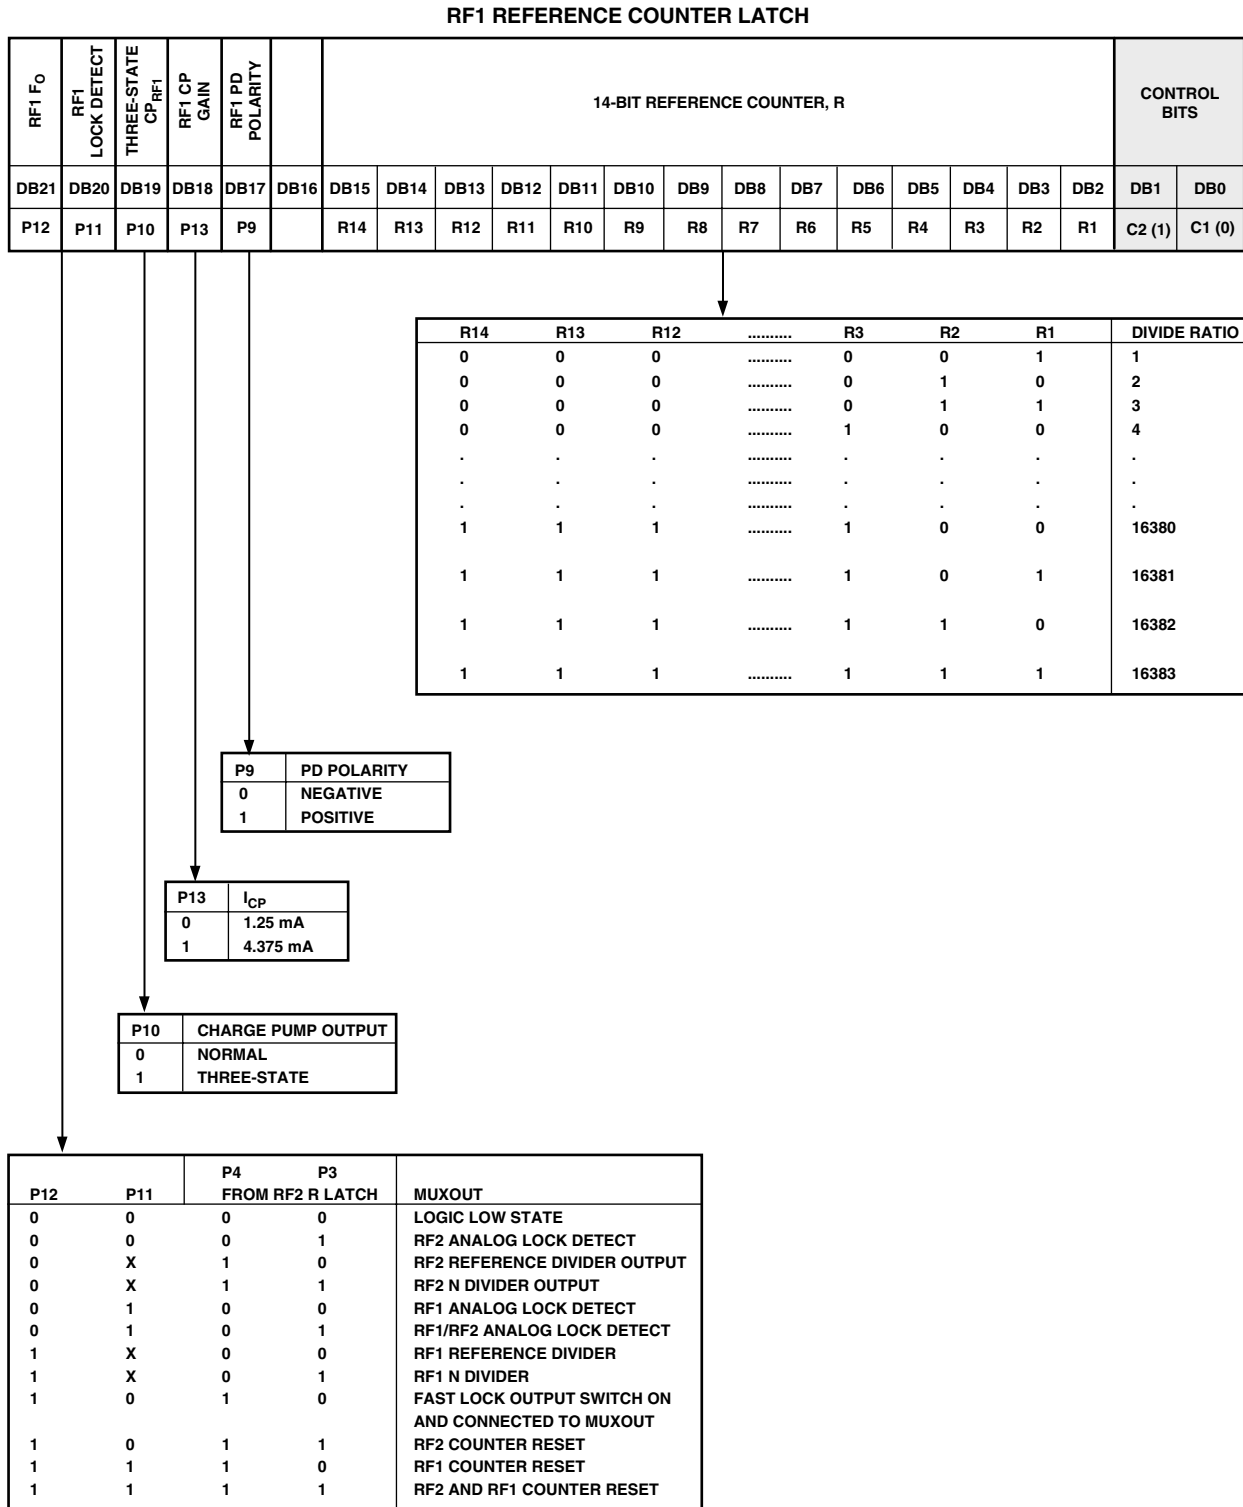 RF1 REFERENCE COUNTER LATCH
RF1 FO
RF1 LOCK DETECT
THREE-STATE CPRF1
RF1 CP GAIN
RF1 PD POLARITY
14-BIT REFERENCE COUNTER, R
CONTROL BITS
DB21 DB20 DB19 DB18 DB17 DB16 DB15 DB14 DB13 DB12 DB11 DB10 DB9 DB8 DB7 DB6 DB5 DB4 DB3 DB2 DB1 DB0
P12 P11 P10 P13 P9 R14 R13 R12 R11 R10 R9 R8 R7 R6 R5 R4 R3 R2 R1 C2 (1) C1 (0)
R14 R13 R12 .......... R3 R2 R1 DIVIDE RATIO
0 0 0 .......... 0 0 1 1
0 0 0 .......... 0 1 0 2
0 0 0 .......... 0 1 1 3
0 0 0 .......... 1 0 0 4
. . . .......... . . . .
. . . .......... . . . .
. . . .......... . . . .
1 1 1 .......... 1 0 0 16380
1 1 1 .......... 1 0 1 16381
1 1 1 .......... 1 1 0 16382
1 1 1 .......... 1 1 1 16383
P9 PD POLARITY
0 NEGATIVE
1 POSITIVE
P13 ICP
0 1.25 mA
1 4.375 mA
P10 CHARGE PUMP OUTPUT
0 NORMAL
1 THREE-STATE
P4 P3
P12 P11 FROM RF2 R LATCH MUXOUT
0 0 0 0 LOGIC LOW STATE
0 0 0 1 RF2 ANALOG LOCK DETECT
0 X 1 0 RF2 REFERENCE DIVIDER OUTPUT
0 X 1 1 RF2 N DIVIDER OUTPUT
0 1 0 0 RF1 ANALOG LOCK DETECT
0 1 0 1 RF1/RF2 ANALOG LOCK DETECT
1 X 0 0 RF1 REFERENCE DIVIDER
1 X 0 1 RF1 N DIVIDER
1 0 1 0 FAST LOCK OUTPUT SWITCH ON
AND CONNECTED TO MUXOUT
1 0 1 1 RF2 COUNTER RESET
1 1 1 0 RF1 COUNTER RESET
1 1 1 1 RF2 AND RF1 COUNTER RESET